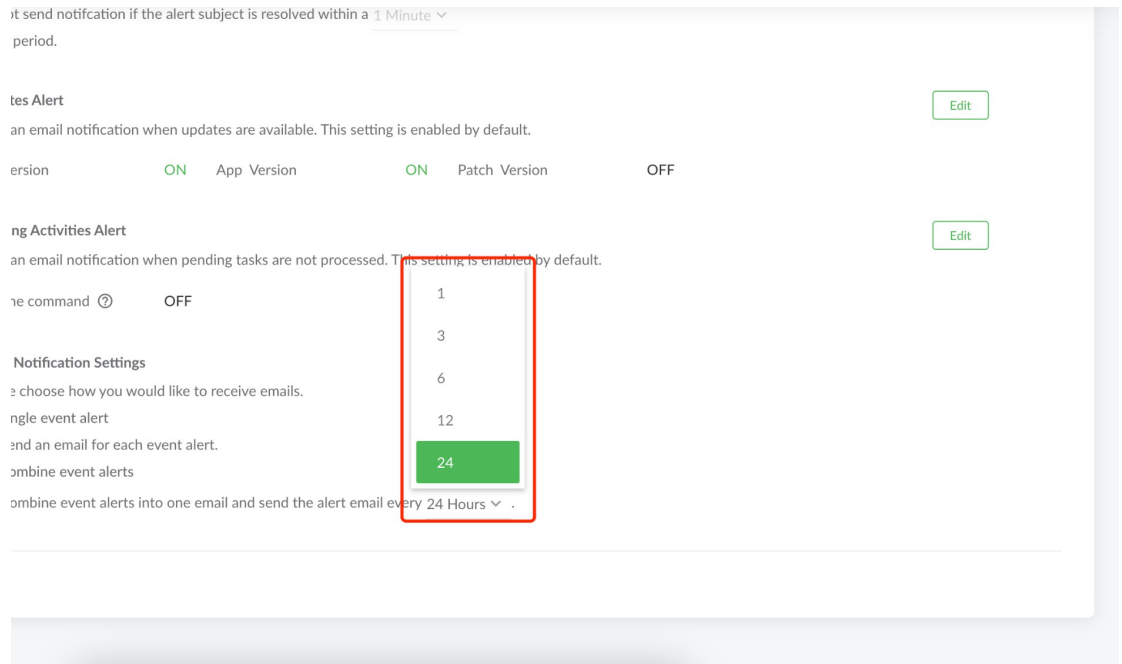 ot send notifcation if the alert subject is resolved within a 1 Minute
period.
tes Alert
Edit
an email notification when updates are available. This setting is enabled by default.
ersion ON App Version ON Patch Version OFF
ng Activities Alert
Edit
an email notification when pending tasks are not processed. This setting is enabled by default.
ne command ? OFF
1
3
6
12
24
Notification Settings
e choose how you would like to receive emails.
ngle event alert
end an email for each event alert.
ombine event alerts
ombine event alerts into one email and send the alert email every 24 Hours .